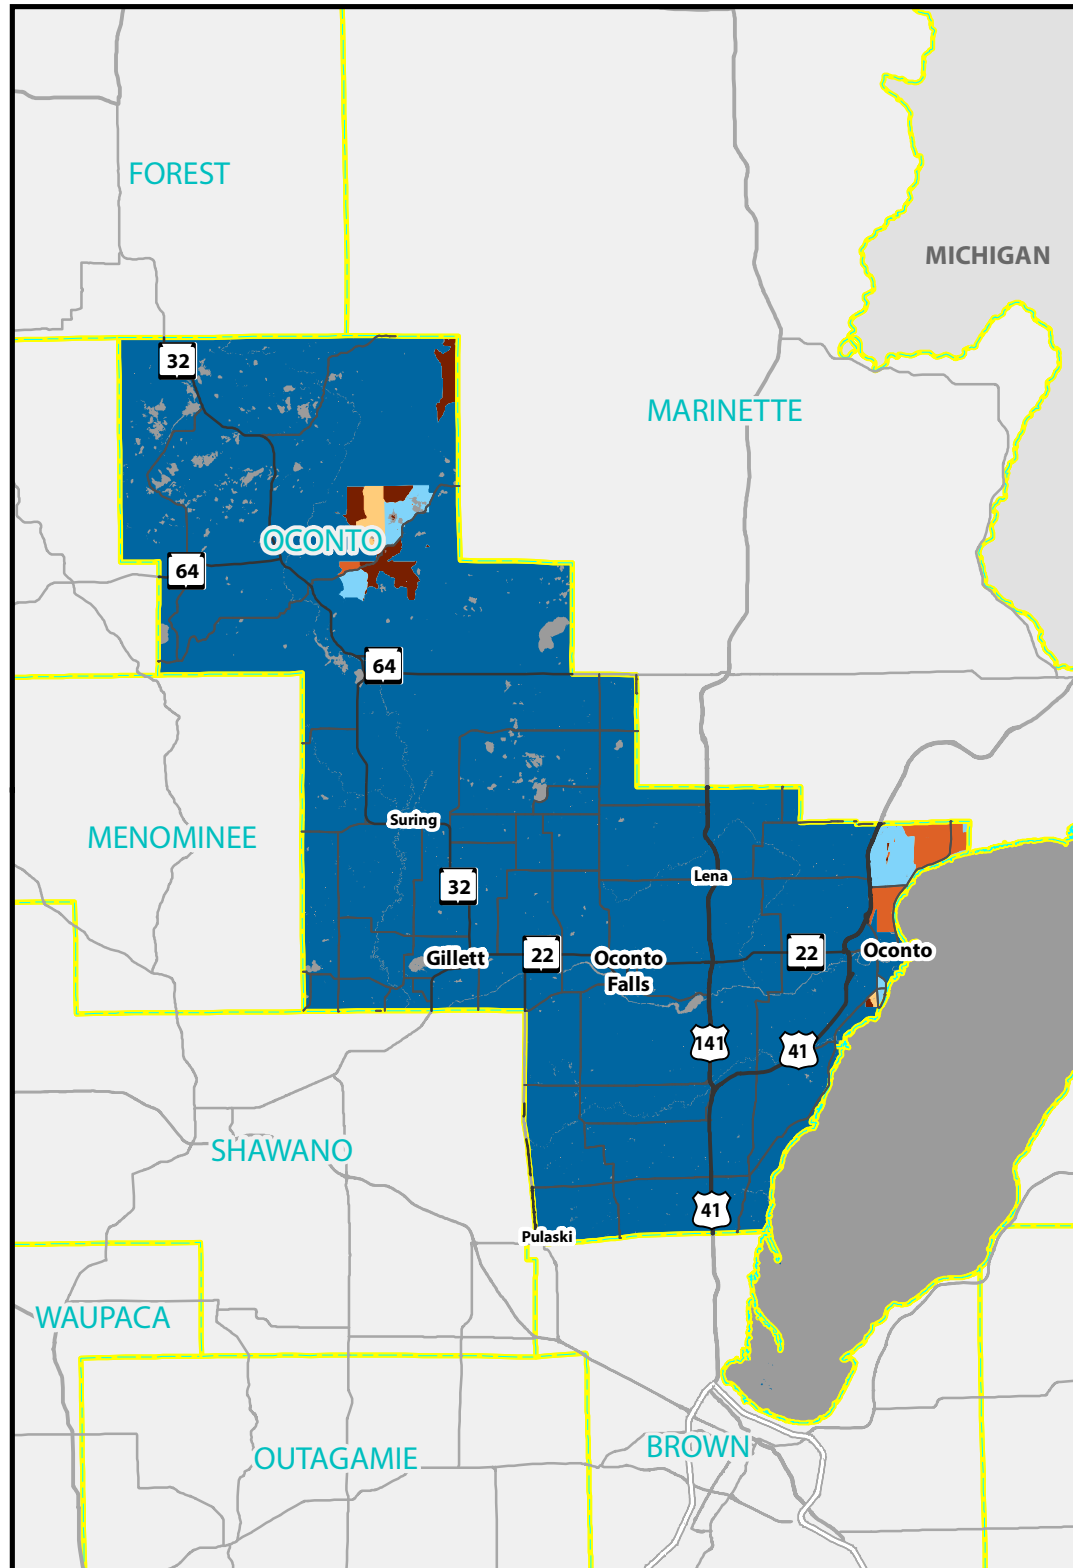 FOREST
MICHIGAN
32
MARINETTE
OCONTO
64
64
Suring
MENOMINEE
Lena
32
Gillett
22
Oconto
Falls
22
Oconto
141
41
SHAWANO
41
Pulaski
WAUPACA
BROWN
OUTAGAMIE